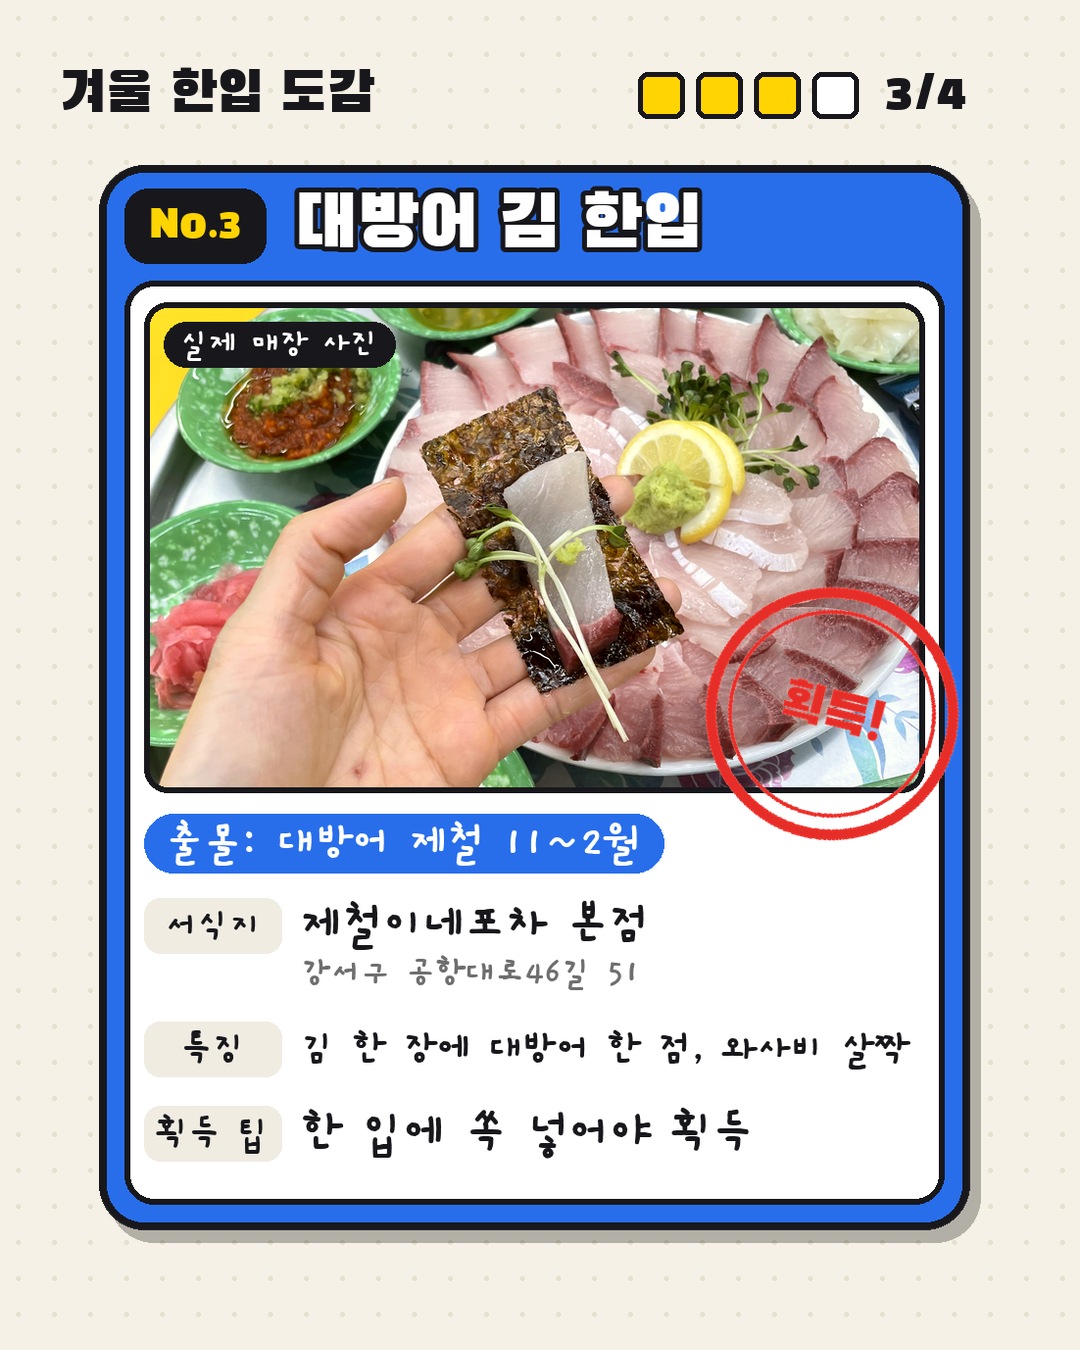 겨울 한입 도감
3/4
No.3 대방어 김 한입
실제 매장 사진
획득!
출몰: 대방어 제철 11~2월
서식지 제철이네포차 본점
강서구 공항대로46길 51
특징 김 한 장에 대방어 한 점, 와사비 살짝
획득 팁 한 입에 쏙 넣어야 획득